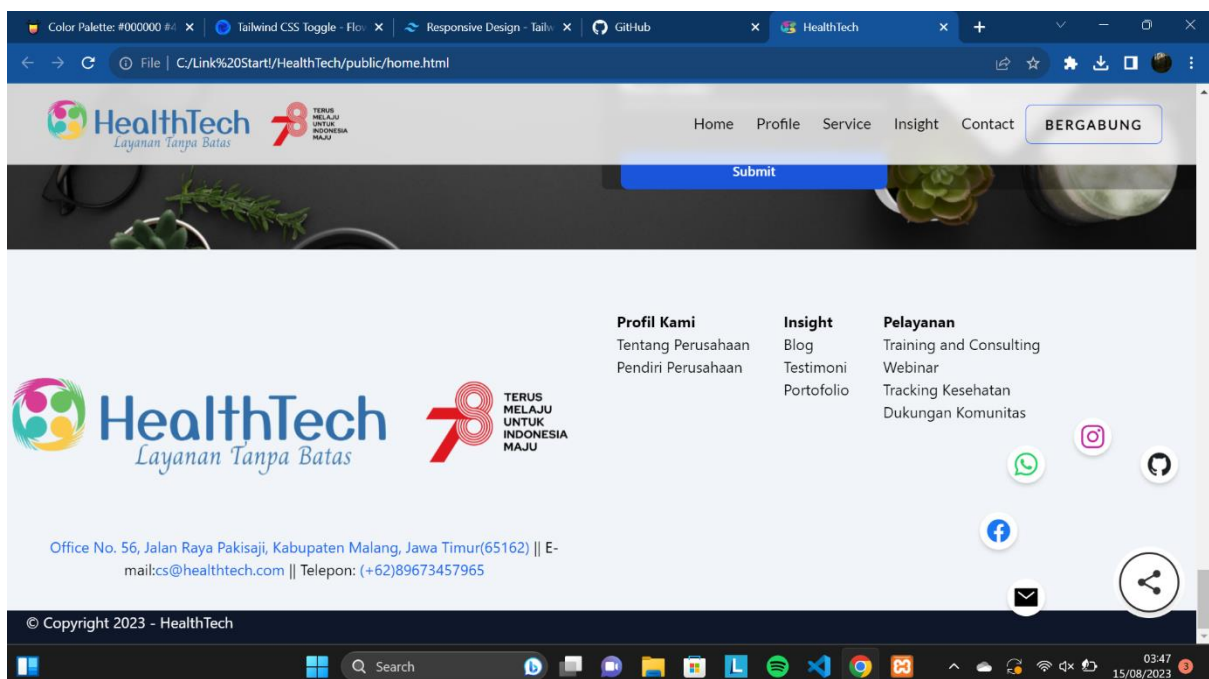 Color Palette: #000000 #4
Tailwind CSS Toggle - Flov
Responsive Design - Tailw
GitHub
HealthTech
File | C:/Link%20Start!/HealthTech/public/home.html
HealthTech
Layanan Tanpa Batas
78
TERUS
MELAJU
UNTUK
INDONESIA
MAJU
Home Profile Service Insight Contact BERGABUNG
Submit
Profil Kami
Tentang Perusahaan
Pendiri Perusahaan
Insight
Blog
Testimoni
Portofolio
Pelayanan
Training and Consulting
Webinar
Tracking Kesehatan
Dukungan Komunitas
HealthTech
Layanan Tanpa Batas
78
TERUS
MELAJU
UNTUK
INDONESIA
MAJU
Office No. 56, Jalan Raya Pakisaji, Kabupaten Malang, Jawa Timur(65162) || E-
mail:cs@healthtech.com || Telepon: (+62)89673457965
© Copyright 2023 - HealthTech
Search
03:47
15/08/2023
3